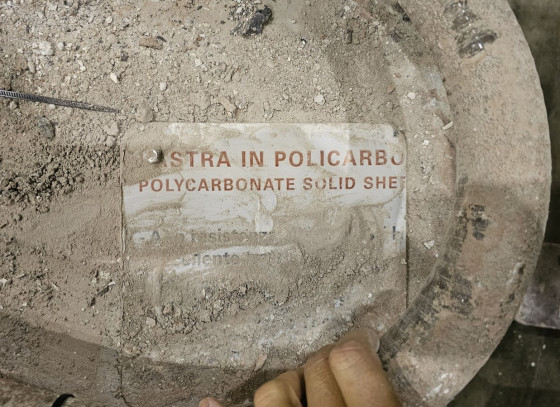 STRA IN POLICARBO
POLYCARBONATE SOLID SHE
A